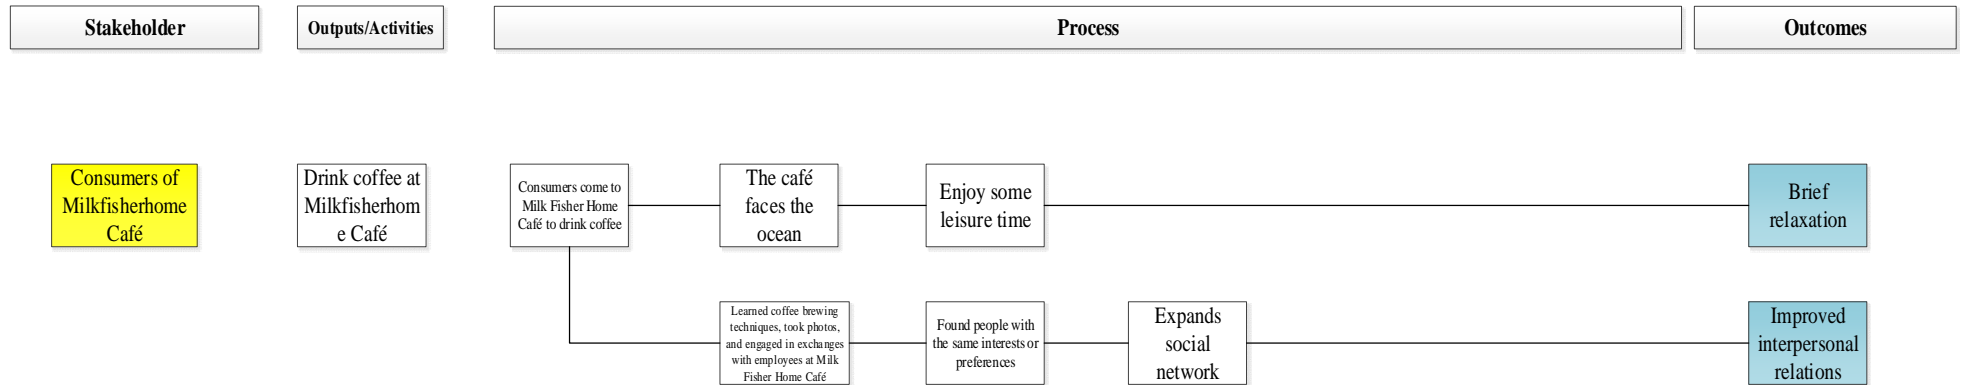 Stakeholder
Outputs/Activities
Process
Outcomes
Consumers of
Milkfisherhome
Café
Drink coffee at
Milkfisherhom
e Café
Consumers come to
Milk Fisher Home
Café to drink coffee
The café
faces the
ocean
Enjoy some
leisure time
Brief
relaxation
Learned coffee brewing
techniques, took photos,
and engaged in exchanges
with employees at Milk
Fisher Home Café
Found people with
the same interests or
preferences
Expands
social
network
Improved
interpersonal
relations